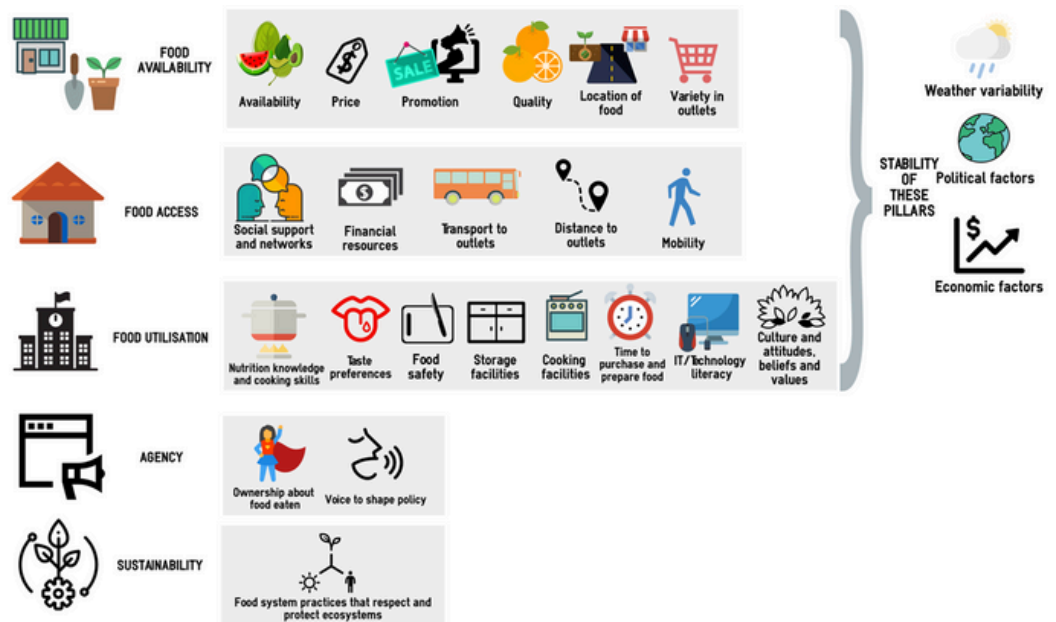 FOOD
AVAILABILITY
SALE
$
Availability
Price
Promotion
Quality
Location of
food
Variety in
outlets
FOOD ACCESS
$
Social support
and networks
Financial
resources
Transport to
outlets
Distance to
outlets
Mobility
FOOD UTILISATION
Nutrition knowledge
and cooking skills
Taste
preferences
Food
safety
Storage
facilities
Cooking
facilities
Time to
purchase and
prepare food
IT/Technology
literacy
Culture and
attitudes,
beliefs and
values
STABILITY
OF
THESE
PILLARS
Weather variability
Political factors
$
Economic factors
AGENCY
Ownership about
food eaten
Voice to shape policy
SUSTAINABILITY
Food system practices that respect and
protect ecosystems